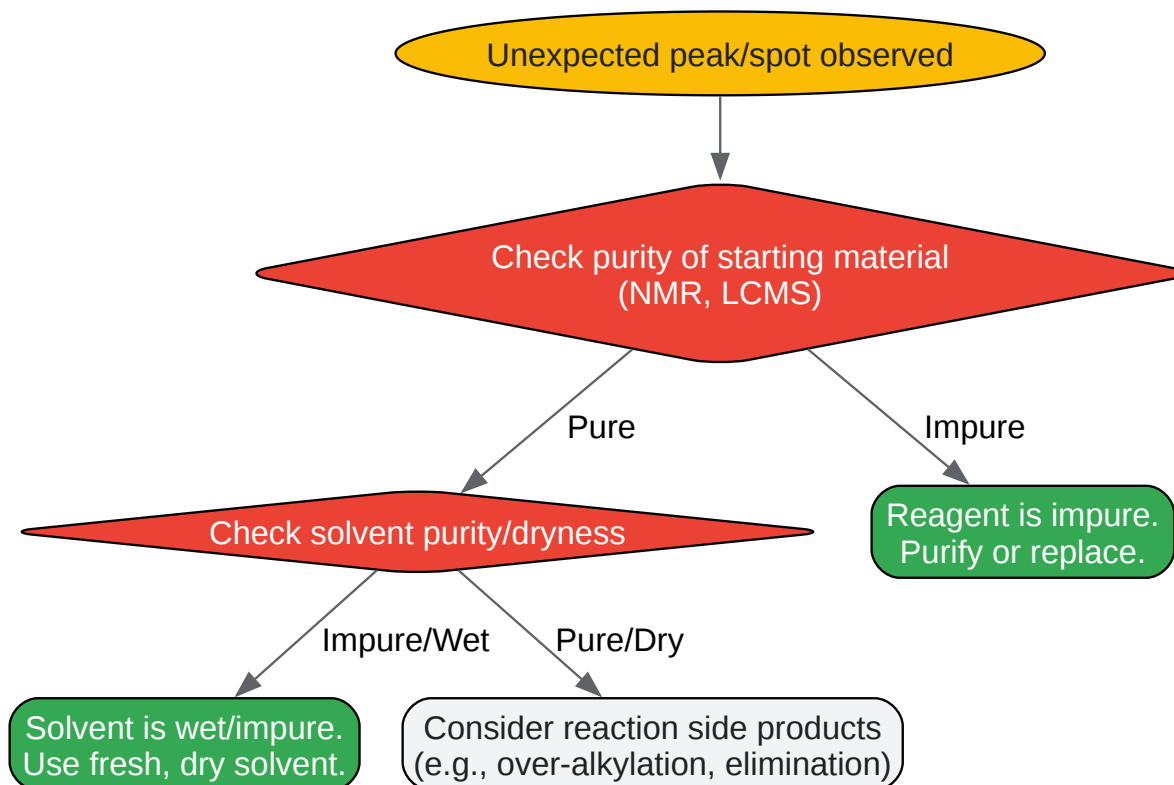 Unexpected peak/spot observed
Check purity of starting material
(NMR, LCMS)
Pure
Impure
Check solvent purity/dryness
Reagent is impure.
Purify or replace.
Impure/Wet
Pure/Dry
Solvent is wet/impure.
Use fresh, dry solvent.
Consider reaction side products
(e.g., over-alkylation, elimination)